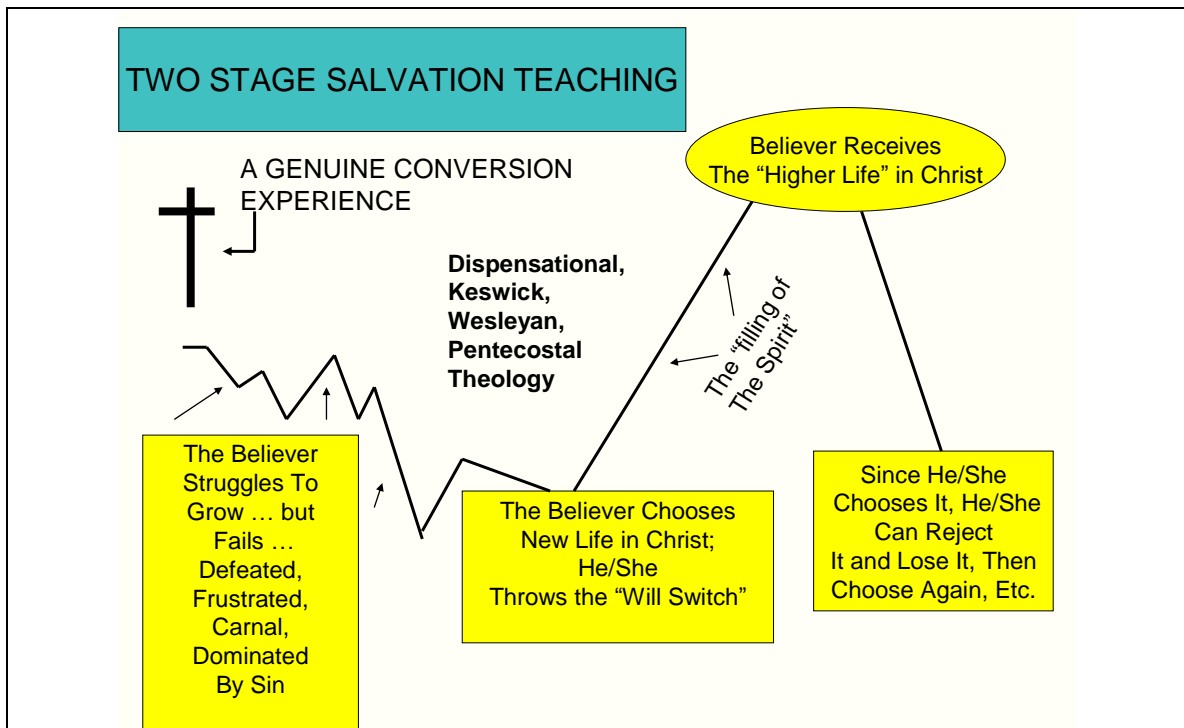 TWO STAGE SALVATION TEACHING
A GENUINE CONVERSION
EXPERIENCE
Believer Receives
The “Higher Life” in Christ
Dispensational,
Keswick,
Wesleyan,
Pentecostal
Theology
The “filling of
The Spirit”
The Believer
Struggles To
Grow … but
Fails …
Defeated,
Frustrated,
Carnal,
Dominated
By Sin
The Believer Chooses
New Life in Christ;
He/She
Throws the “Will Switch”
Since He/She
Chooses It, He/She
Can Reject
It and Lose It, Then
Choose Again, Etc.